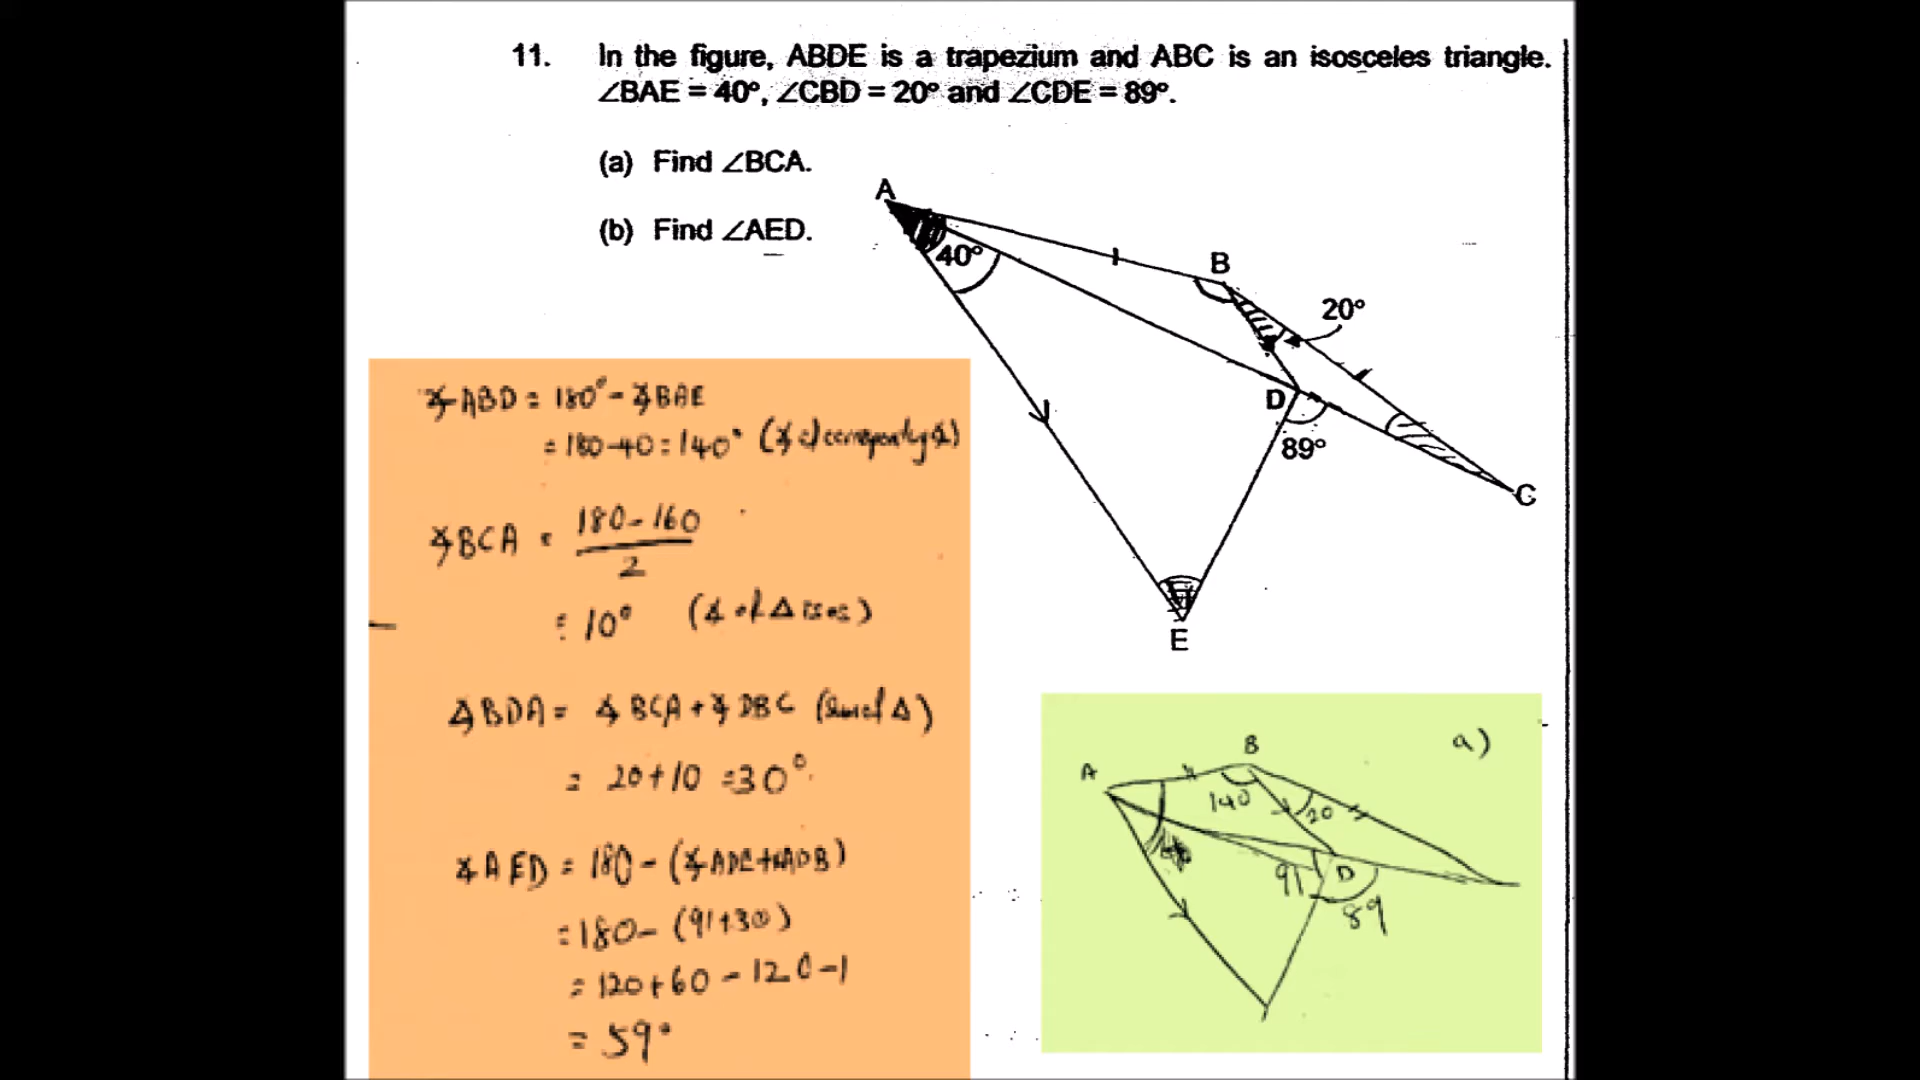 11. In the figure, ABDE is a trapezium and ABC is an isosceles triangle.
∠BAE = 40°, ∠CBD = 20° and ∠CDE = 89°.
(a) Find ∠BCA.
(b) Find ∠AED.
A
40°
B
20°
D
89°
C
E
∡ABD = 180° - ∡BAE
= 180-40 = 140°
∡BCA = 180-160
2
= 10° (∡ of Δ isos)
∡BDA = ∡BCA + ∡DBC
= 20+10 = 30°
∡AED = 180 - (∡ADE+∡ADB)
= 180 - (91+30)
= 120+60 - 120-1
= 59°
a)
A
B
140
20
91
D
89